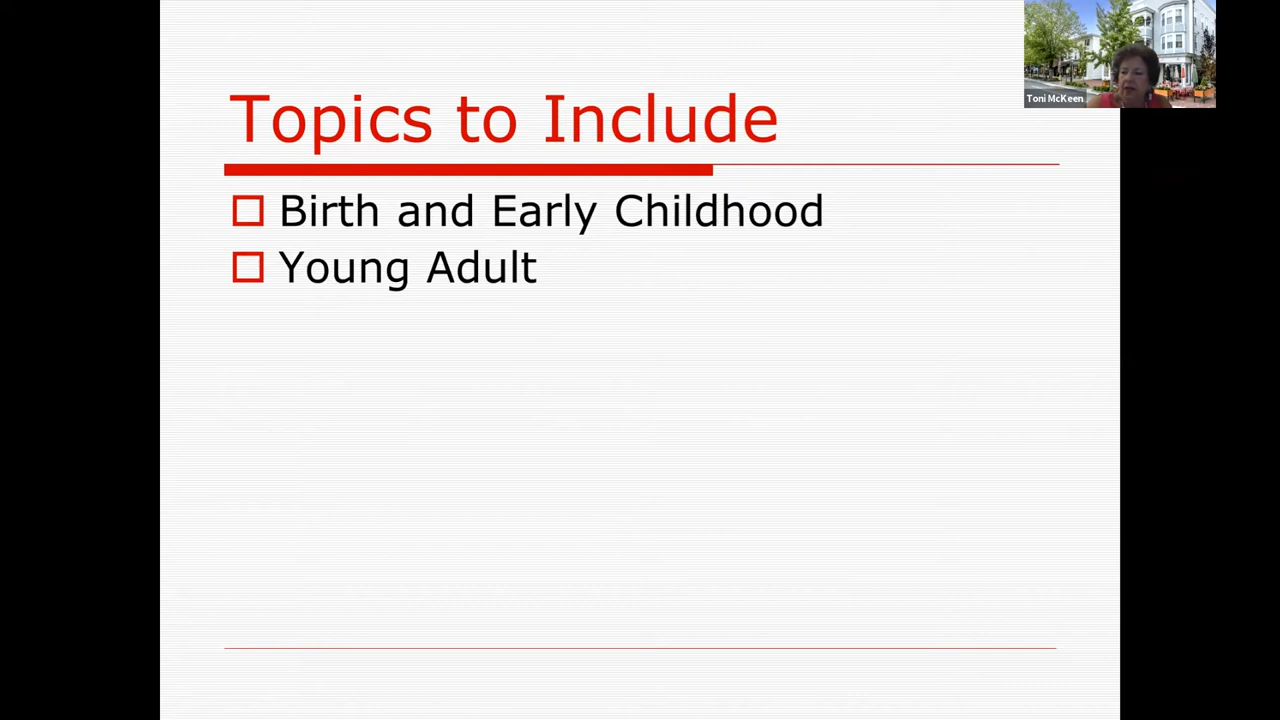 Topics to Include
Birth and Early Childhood
Young Adult
Toni McKeen